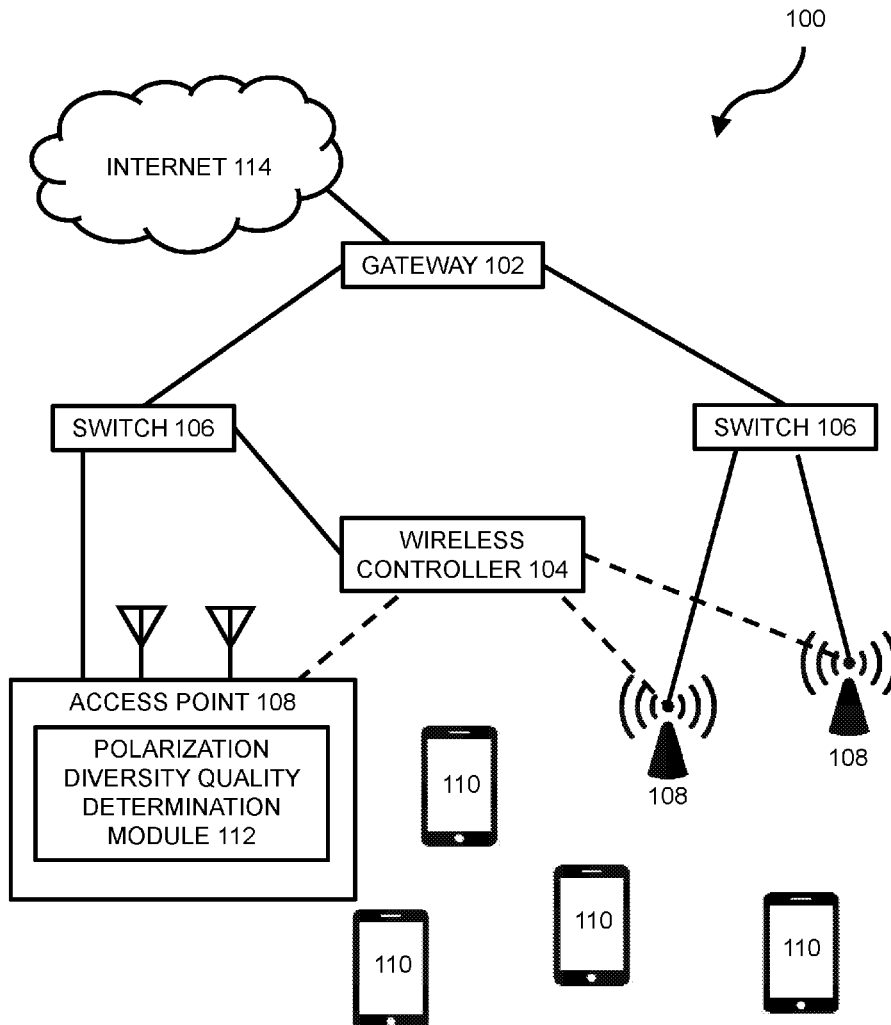 100
INTERNET 114
GATEWAY 102
SWITCH 106
SWITCH 106
WIRELESS
CONTROLLER 104
ACCESS POINT 108
POLARIZATION
DIVERSITY QUALITY
DETERMINATION
MODULE 112
108
108
110
110
110
110